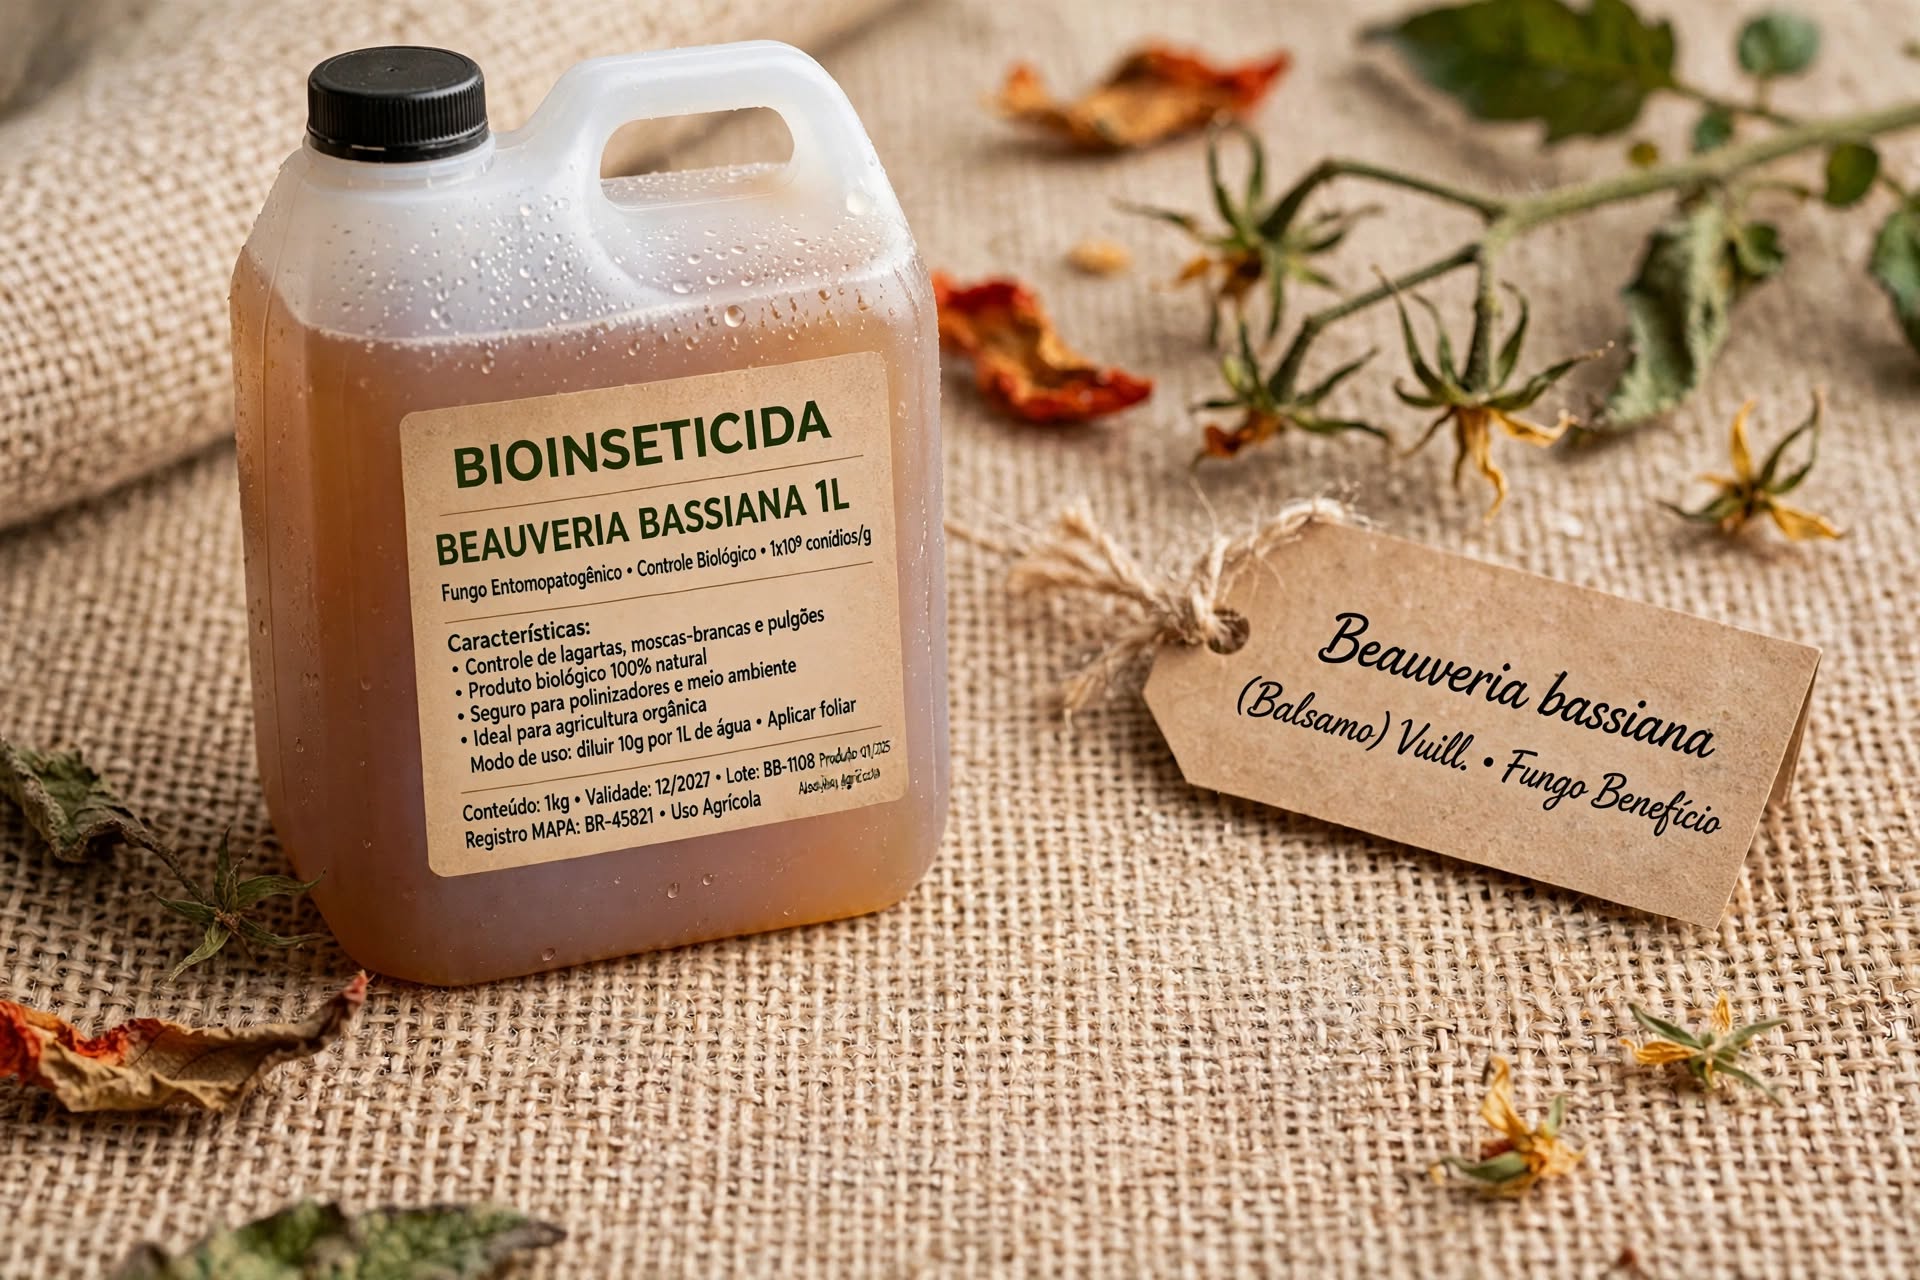 BIOINSETICIDA
BEAUVERIA BASSIANA 1L
Fungo Entomopatogênico • Controle Biológico • 1x10⁹ conídios/g
Características:
• Controle de lagartas, moscas-brancas e pulgões
• Produto biológico 100% natural
• Seguro para polinizadores e meio ambiente
• Ideal para agricultura orgânica
Modo de uso: diluir 10g por 1L de água • Aplicar foliar
Conteúdo: 1kg • Validade: 12/2027 • Lote: BB-1108
Registro MAPA: BR-45821 • Uso Agrícola
Beauveria bassiana
(Balsamo) Vuill. • Fungo Benefício